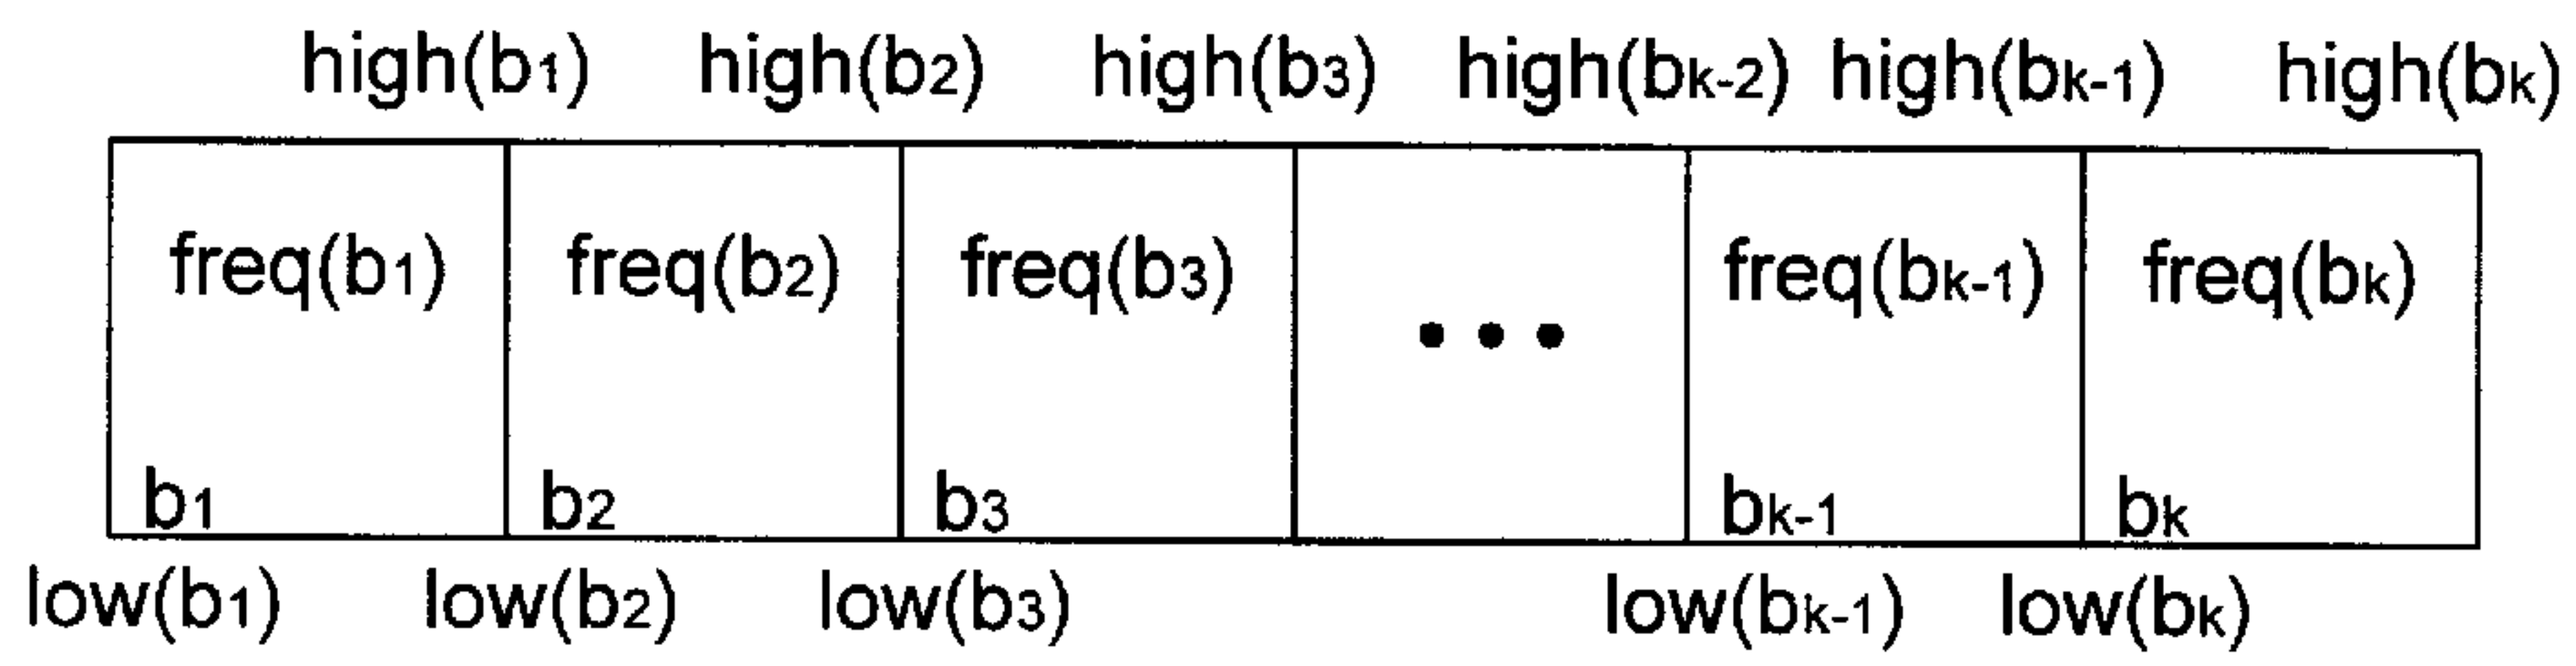 high(b1) high(b2) high(b3) high(bk-2) high(bk-1) high(bk)
freq(b1) freq(b2) freq(b3) freq(bk-1) freq(bk)
• • •
b1 b2 b3 bk-1 bk
low(b1) low(b2) low(b3) low(bk-1) low(bk)